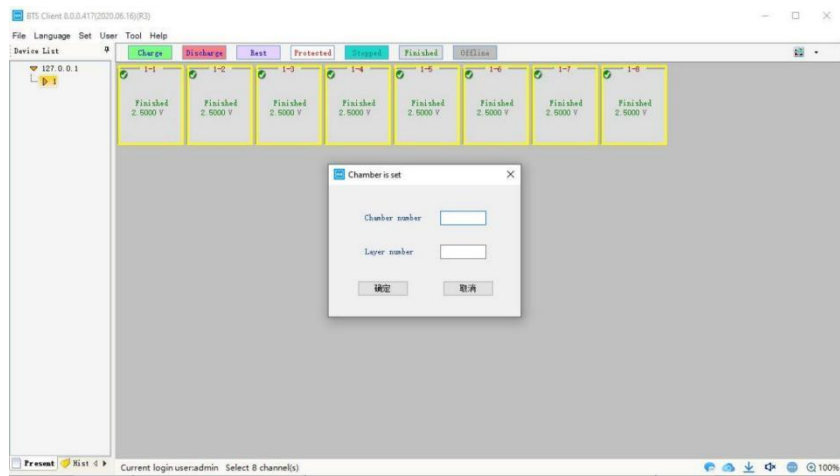 BTS Client 8.0.0.417(2020.06.16)(R3)
File Language Set User Tool Help
Device List
Charge Discharge Rest Protected Stopped Finished Offline
127.0.0.1
1
1-1 1-2 1-3 1-4 1-5 1-6 1-7 1-8
Finished Finished Finished Finished Finished Finished Finished Finished
2.5000 V 2.5000 V 2.5000 V 2.5000 V 2.5000 V 2.5000 V 2.5000 V 2.5000 V
Chamber is set
Chamber number
Layer number
确定 取消
Present Hist
Current login user:admin Select 8 channel(s)
100%